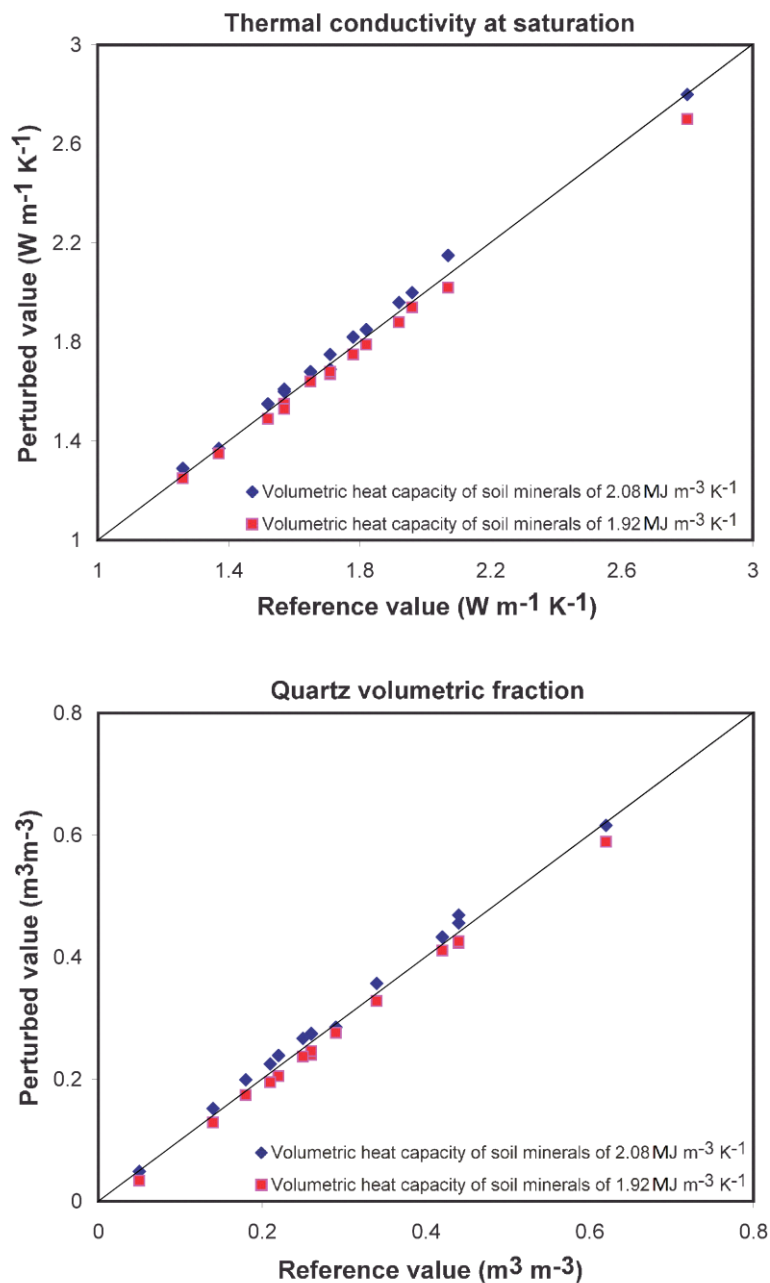 Thermal conductivity at saturation
Perturbed value (W m-1 K-1)
3
2.6
2.2
1.8
1.4
1
Volumetric heat capacity of soil minerals of 2.08 MJ m-3 K-1
Volumetric heat capacity of soil minerals of 1.92 MJ m-3 K-1
1 1.4 1.8 2.2 2.6 3
Reference value (W m-1 K-1)
Quartz volumetric fraction
Perturbed value (m3m-3)
0.8
0.6
0.4
0.2
0
Volumetric heat capacity of soil minerals of 2.08 MJ m-3 K-1
Volumetric heat capacity of soil minerals of 1.92 MJ m-3 K-1
0 0.2 0.4 0.6 0.8
Reference value (m3 m-3)